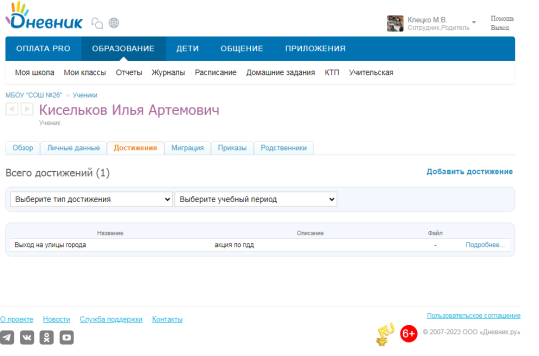 Дневник
Клецко М.В.
Сотрудник, Родитель
Помощь
Выход
ОПЛАТА PRO ОБРАЗОВАНИЕ ДЕТИ ОБЩЕНИЕ ПРИЛОЖЕНИЯ
Моя школа Мои классы Отчеты Журналы Расписание Домашние задания КТП Учительская
МБОУ "СОШ №26" Ученики
Кисельков Илья Артемович
Ученик
Обзор Личные данные Достижения Миграция Приказы Родственники
Всего достижений (1)
Добавить достижение
Выберите тип достижения Выберите учебный период
Название Описание Файл
Выход на улицы города акция по пдд - Подробнее...
О проекте Новости Служба поддержки Контакты
Пользовательское соглашение
6+ © 2007-2023 ООО «Дневник.ру»